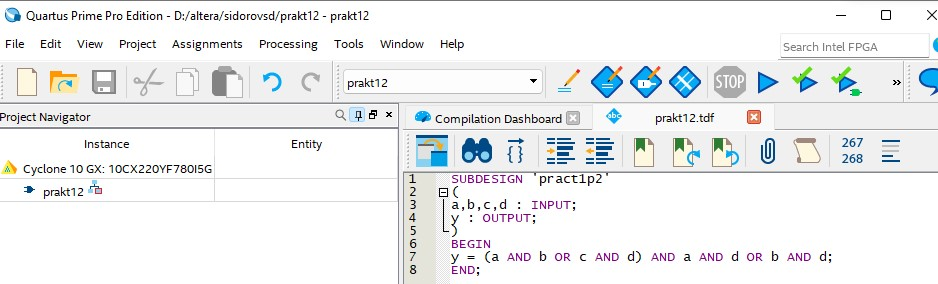 Quartus Prime Pro Edition - D:/altera/sidorovsd/prakt12 - prakt12
File Edit View Project Assignments Processing Tools Window Help
Search Intel FPGA
prakt12
STOP
»
Project Navigator
Compilation Dashboard
abc
prakt12.tdf
Instance
Entity
267
268
Cyclone 10 GX: 10CX220YF780I5G
prakt12
1 SUBDESIGN 'pract1p2'
2 (
3 a,b,c,d : INPUT;
4 y : OUTPUT;
5 )
6 BEGIN
7 y = (a AND b OR c AND d) AND a AND d OR b AND d;
8 END;